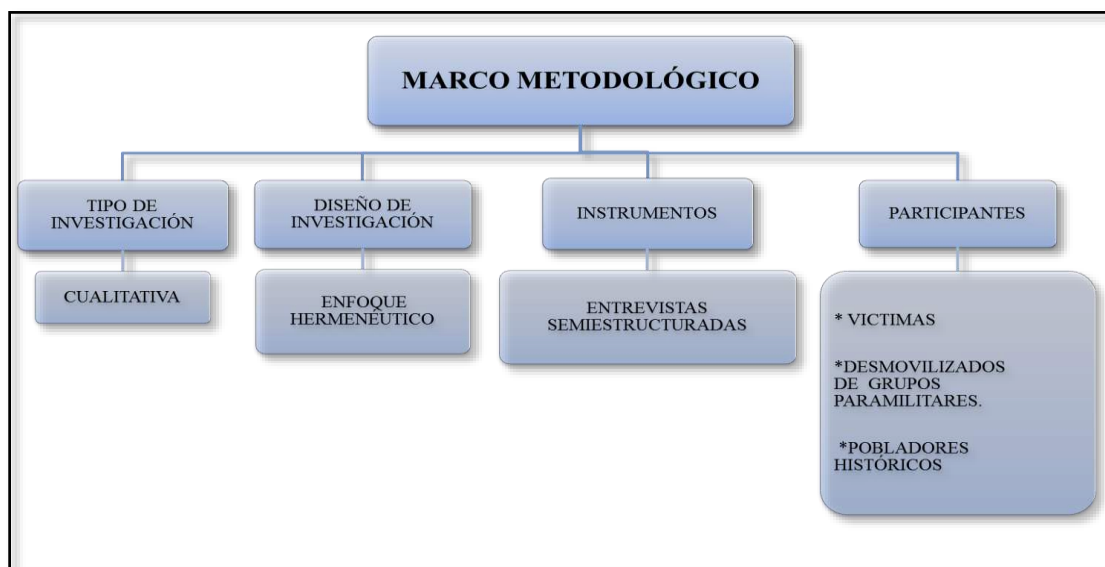 MARCO METODOLÓGICO
TIPO DE
INVESTIGACIÓN
CUALITATIVA
DISEÑO DE
INVESTIGACIÓN
ENFOQUE
HERMENÉUTICO
INSTRUMENTOS
ENTREVISTAS
SEMIESTRUCTURADAS
PARTICIPANTES
* VICTIMAS
*DESMOVILIZADOS
DE GRUPOS
PARAMILITARES.
*POBLADORES
HISTÓRICOS